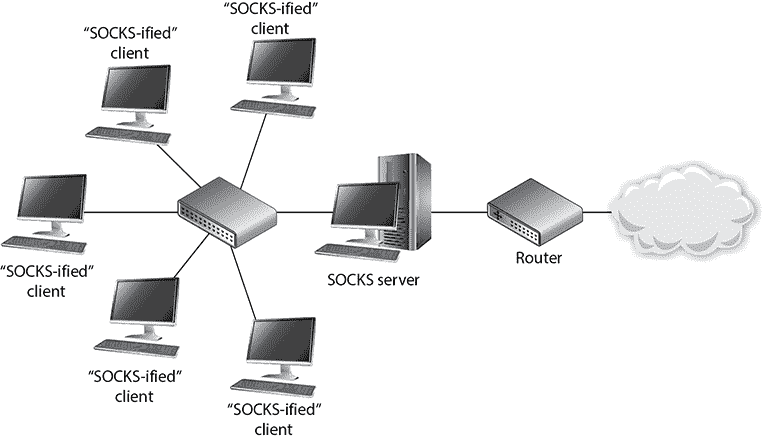 “SOCKS-ified”
client
“SOCKS-ified”
client
“SOCKS-ified”
client
SOCKS server
Router
“SOCKS-ified”
client
“SOCKS-ified”
client